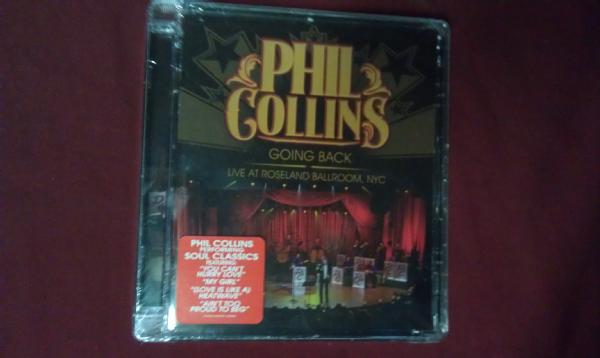 PHIL
COLLINS
GOING BACK
LIVE AT ROSELAND BALLROOM, NYC
PHIL COLLINS
PERFORMING
SOUL CLASSICS
FEATURING:
"YOU CAN'T
HURRY LOVE"
"MY GIRL"
"(LOVE IS LIKE A)
HEATWAVE"
"AIN'T TOO
PROUD TO BEG"